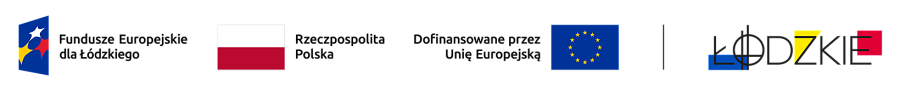 Fundusze Europejskie
dla Łódzkiego
Rzeczpospolita
Polska
Dofinansowane przez
Unię Europejską
ŁÓDZKIE